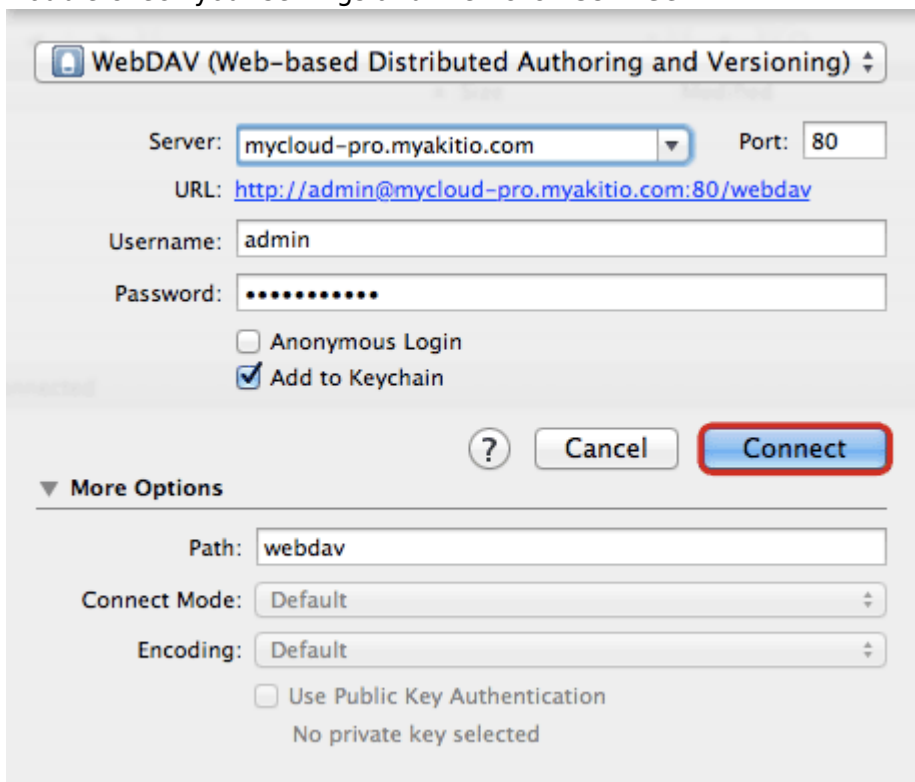 WebDAV (Web-based Distributed Authoring and Versioning)
Size Modified
Server: mycloud-pro.myakitio.com Port: 80
URL: http://admin@mycloud-pro.myakitio.com:80/webdav
Username: admin
Password: •••••••••••
Anonymous Login
Add to Keychain
? Cancel Connect
More Options
Path: webdav
Connect Mode: Default
Encoding: Default
Use Public Key Authentication
No private key selected